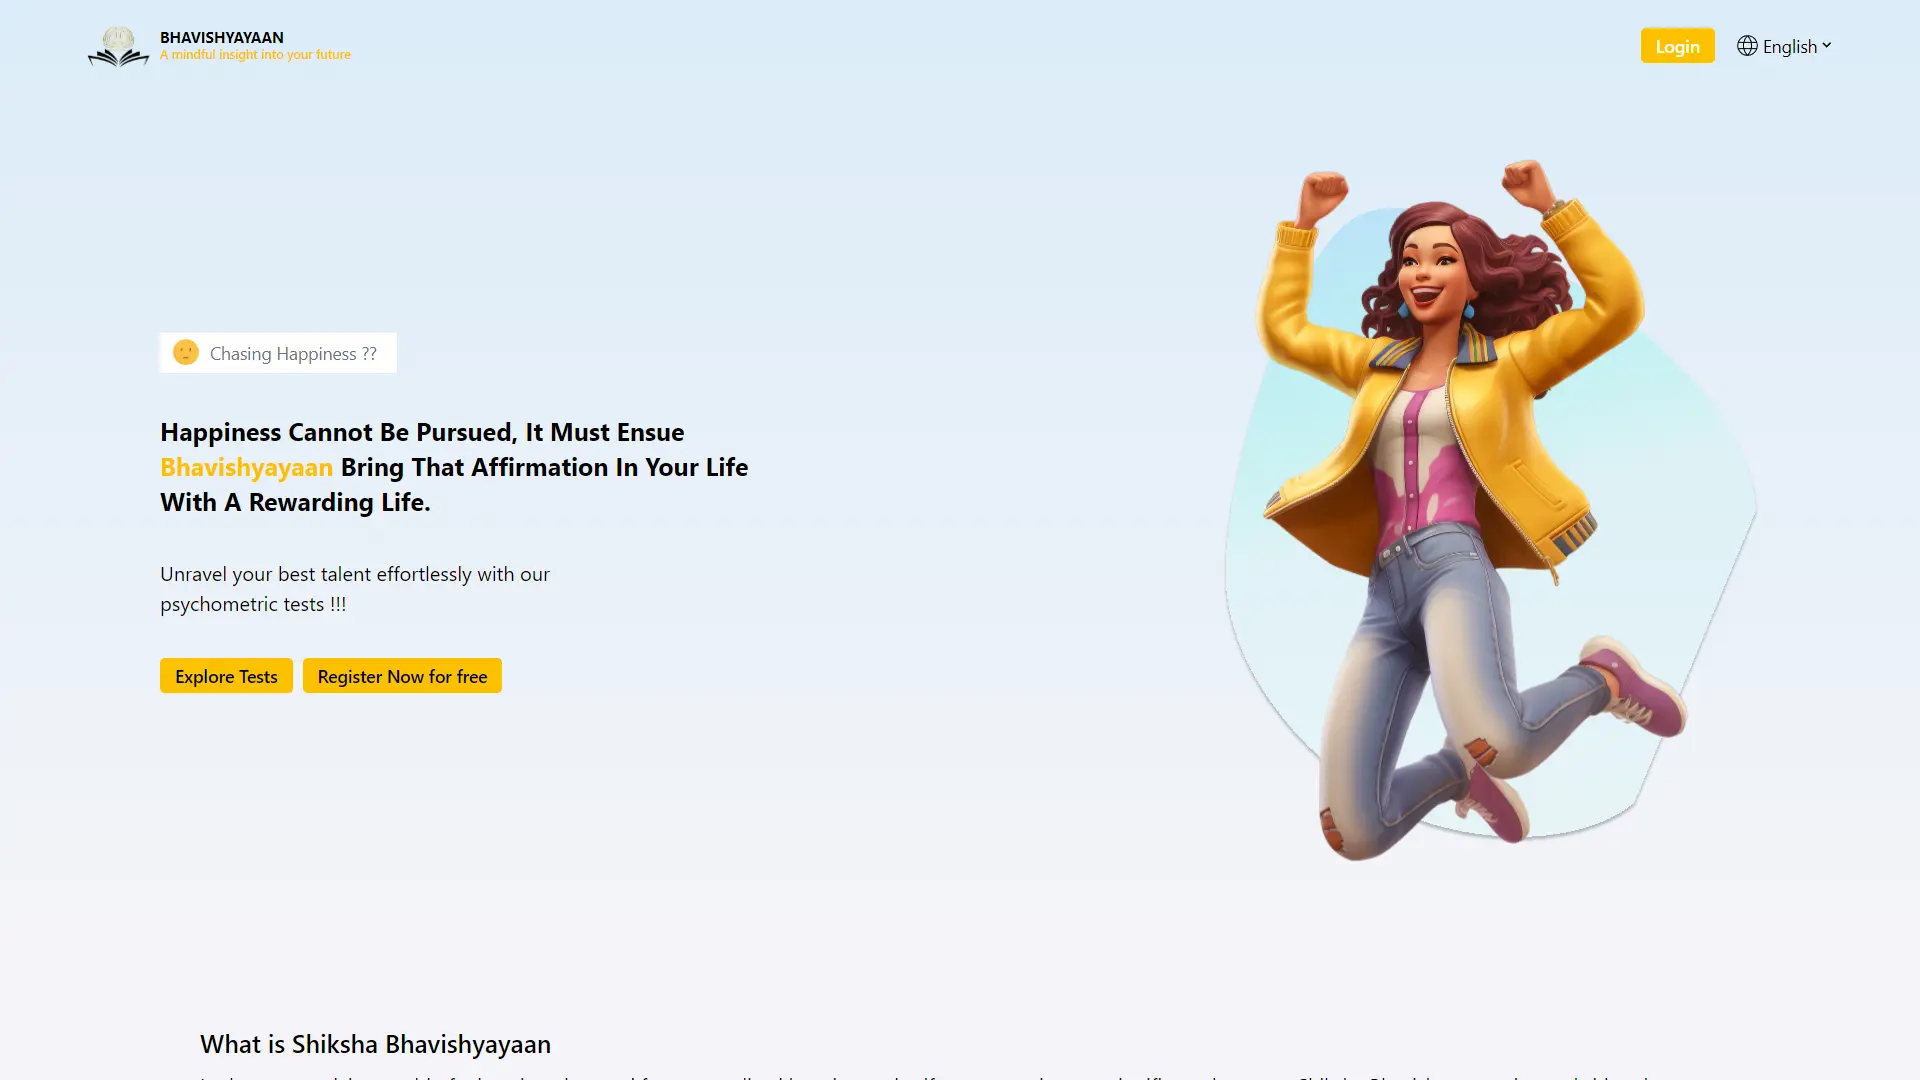 BHAVISHYAYAAN
A mindful insight into your future
Login
English
Chasing Happiness ??
Happiness Cannot Be Pursued, It Must Ensue
Bhavishyayaan Bring That Affirmation In Your Life
With A Rewarding Life.
Unravel your best talent effortlessly with our
psychometric tests !!!
Explore Tests
Register Now for free
What is Shiksha Bhavishyayaan